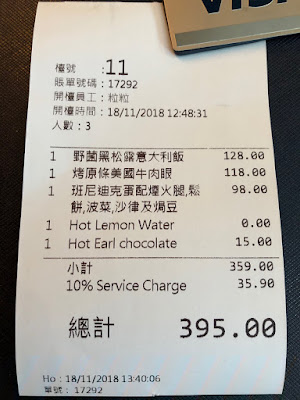 VISA
檯號 :11
賬單號碼:17292
開檯員工:粒粒
開檯時間:18/11/2018 12:48:31
人數:3
1 野菌黑松露意大利飯 128.00
1 烤原條美國牛肉眼 118.00
1 班尼迪克蛋配煙火腿,鬆 98.00
餅,波菜,沙律及焗豆
1 Hot Lemon Water 0.00
1 Hot Earl chocolate 15.00
小計 359.00
10% Service Charge 35.90
總計 395.00
Ho : 18/11/2018 13:40:06
單號: 17292